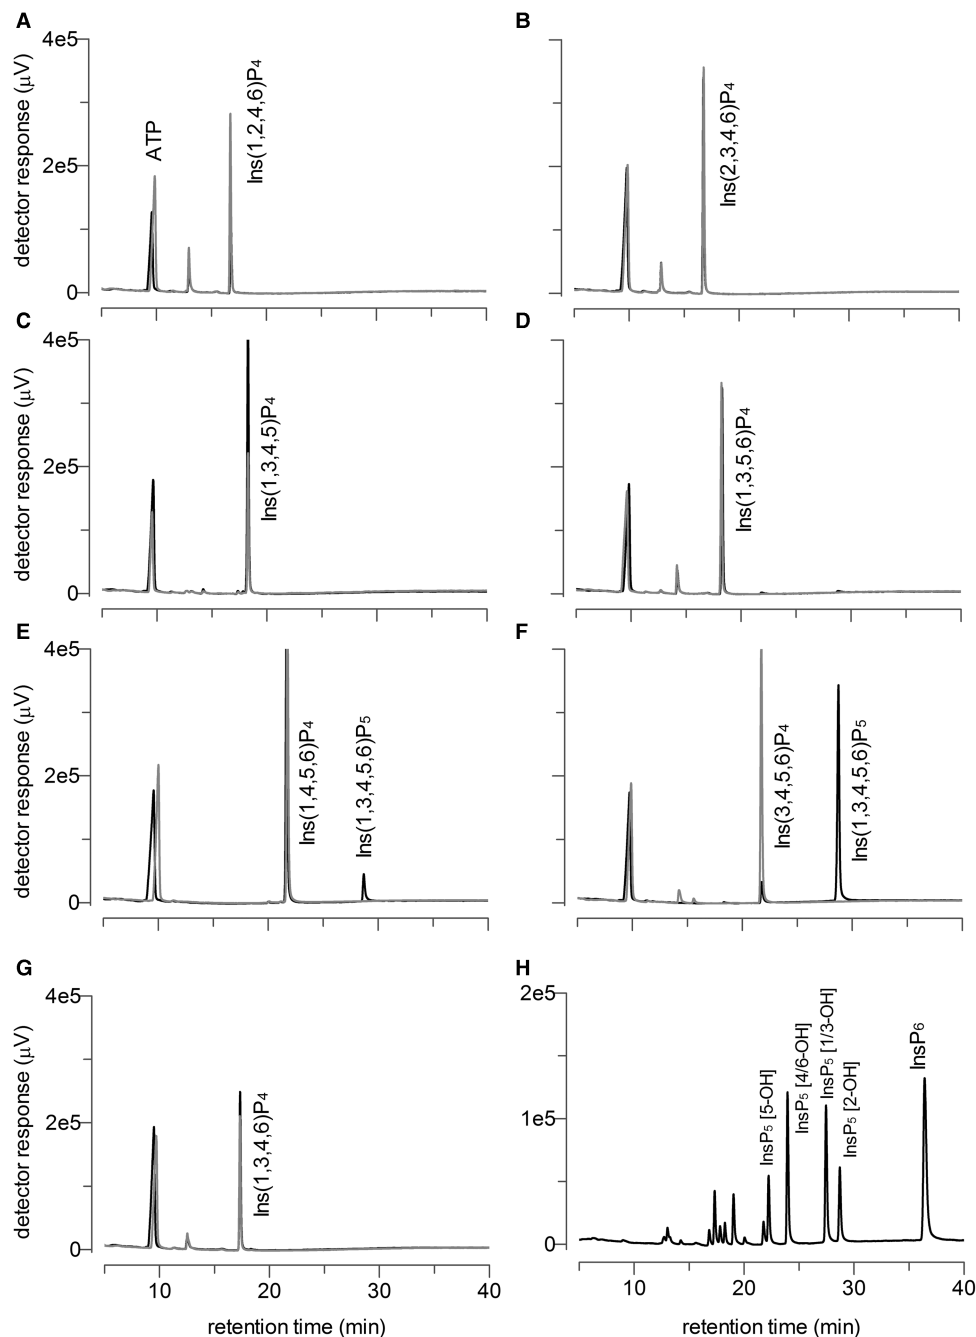 A
4e5
2e5
0
detector response (μV)
ATP
Ins(1,2,4,6)P4
B
Ins(2,3,4,6)P4
C
4e5
2e5
0
detector response (μV)
Ins(1,3,4,5)P4
D
Ins(1,3,5,6)P4
E
4e5
2e5
0
detector response (μV)
Ins(1,4,5,6)P4
Ins(1,3,4,5,6)P5
F
Ins(3,4,5,6)P4
Ins(1,3,4,5,6)P5
G
4e5
2e5
0
detector response (μV)
Ins(1,3,4,6)P4
10 20 30 40
retention time (min)
H
2e5
1e5
0
InsP5 [5-OH]
InsP5 [4/6-OH]
InsP5 [1/3-OH]
InsP5 [2-OH]
InsP6
10 20 30 40
retention time (min)